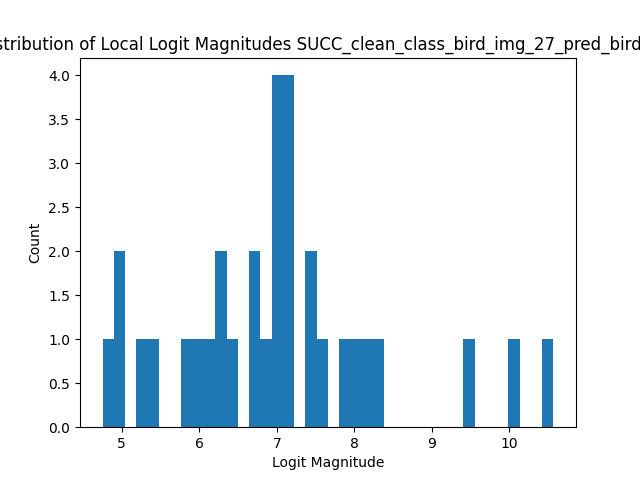 stribution of Local Logit Magnitudes SUCC_clean_class_bird_img_27_pred_bird
4.0
3.5
3.0
2.5
2.0
1.5
1.0
0.5
0.0
Count
5 6 7 8 9 10
Logit Magnitude